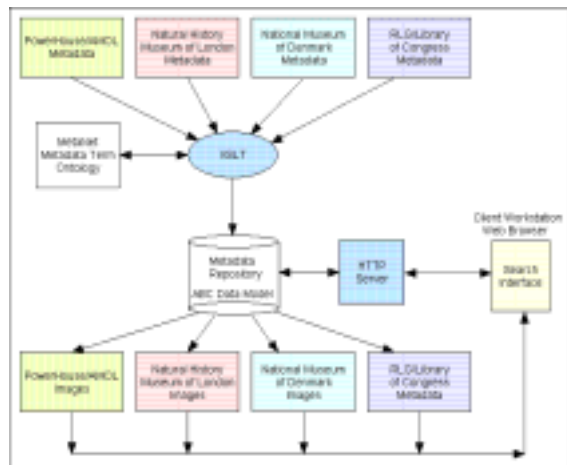 PowerHouse/AMOL
Metadata
Natural History
Museum of London
Metadata
National Museum
of Denmark
Metadata
RLG/Library
of Congress
Metadata
MetaNet
Metadata Term
Ontology
XSLT
Client Workstation
Web Browser
Metadata
Repository
ABC Data Model
HTTP
Server
Search
Interface
PowerHouse/AMOL
Images
Natural History
Museum of London
Images
National Museum
of Denmark
Images
RLG/Library
of Congress
Metadata